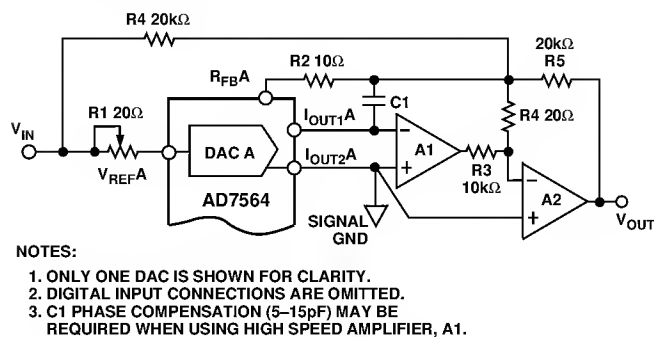 R4 20kΩ
20kΩ
R5
R2 10Ω
RFBA
C1
R1 20Ω
IOUT1A
R4 20Ω
VIN
DAC A
A1
IOUT2A
R3
10kΩ
VREFA
AD7564
A2
SIGNAL
GND
VOUT
NOTES:
1. ONLY ONE DAC IS SHOWN FOR CLARITY.
2. DIGITAL INPUT CONNECTIONS ARE OMITTED.
3. C1 PHASE COMPENSATION (5–15pF) MAY BE
REQUIRED WHEN USING HIGH SPEED AMPLIFIER, A1.